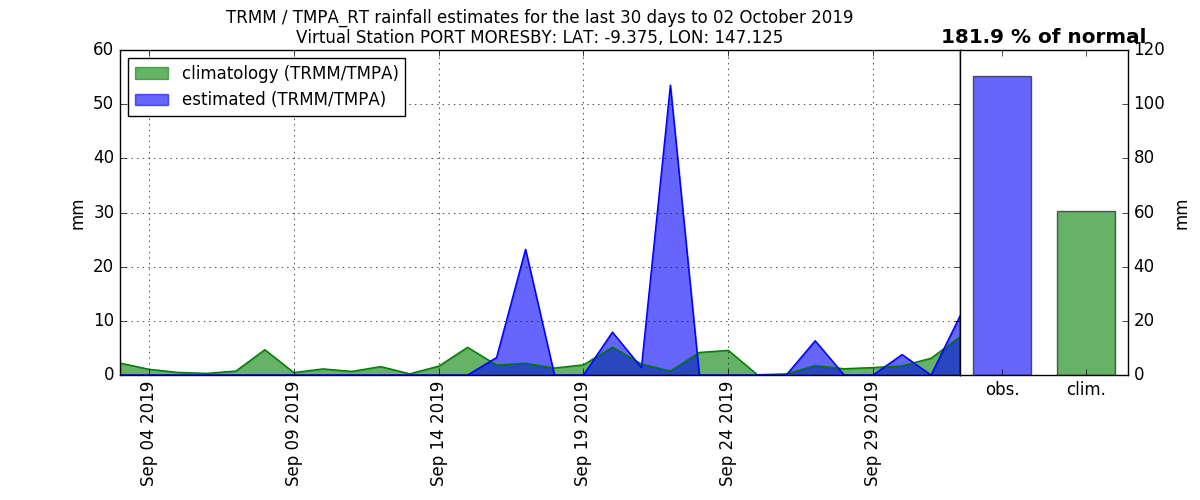 TRMM / TMPA_RT rainfall estimates for the last 30 days to 02 October 2019
Virtual Station PORT MORESBY: LAT: -9.375, LON: 147.125
181.9 % of normal
climatology (TRMM/TMPA)
estimated (TRMM/TMPA)
60
50
40
30
20
10
0
mm
Sep 04 2019
Sep 09 2019
Sep 14 2019
Sep 19 2019
Sep 24 2019
Sep 29 2019
obs.
clim.
120
100
80
60
40
20
0
mm